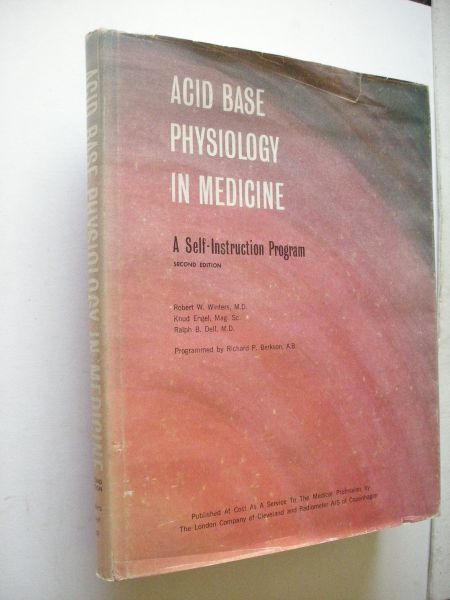 ACID BASE
PHYSIOLOGY
IN MEDICINE
A Self-Instruction Program
SECOND EDITION
Robert W. Winters, M.D.
Knud Engel, Mag. Sc.
Ralph B. Dell, M.D.
Programmed by Richard P. Berkson, A.B.
Published At Cost As A Service To The Medical Profession by
The London Company of Cleveland and Radiometer A/S of Copenhagen
ACID BASE PHYSIOLOGY IN MEDICINE